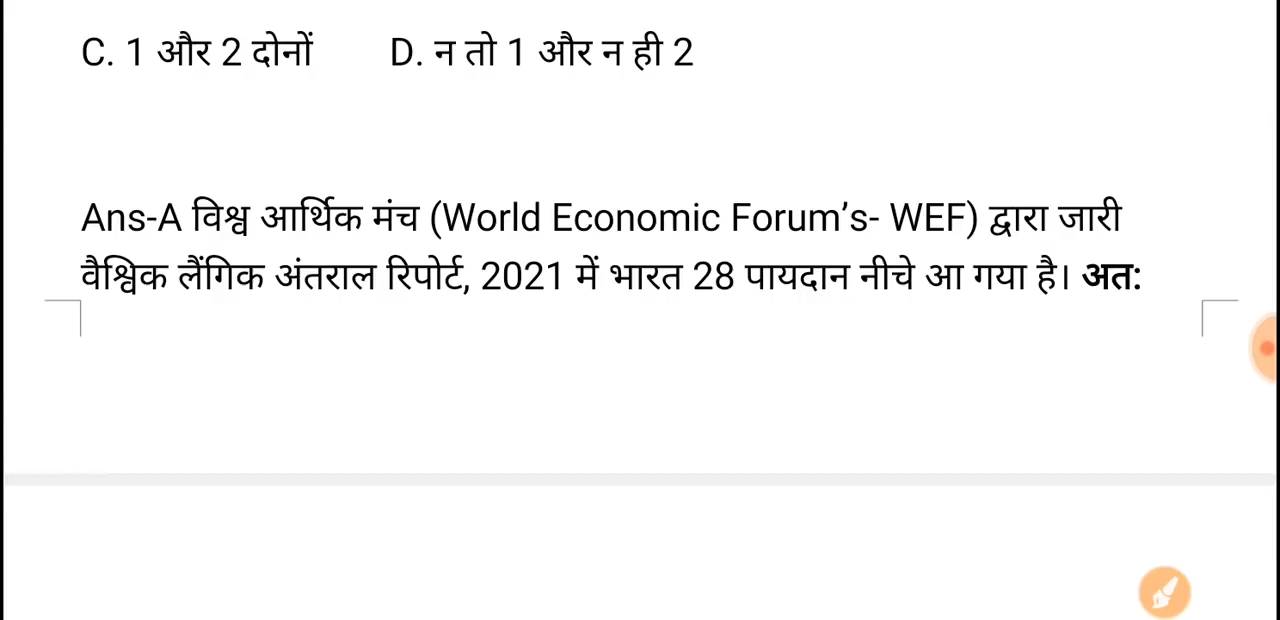 C. 1 और 2 दोनों D. न तो 1 और न ही 2
Ans-A विश्व आर्थिक मंच (World Economic Forum’s- WEF) द्वारा जारी
वैश्विक लैंगिक अंतराल रिपोर्ट, 2021 में भारत 28 पायदान नीचे आ गया है। अत: